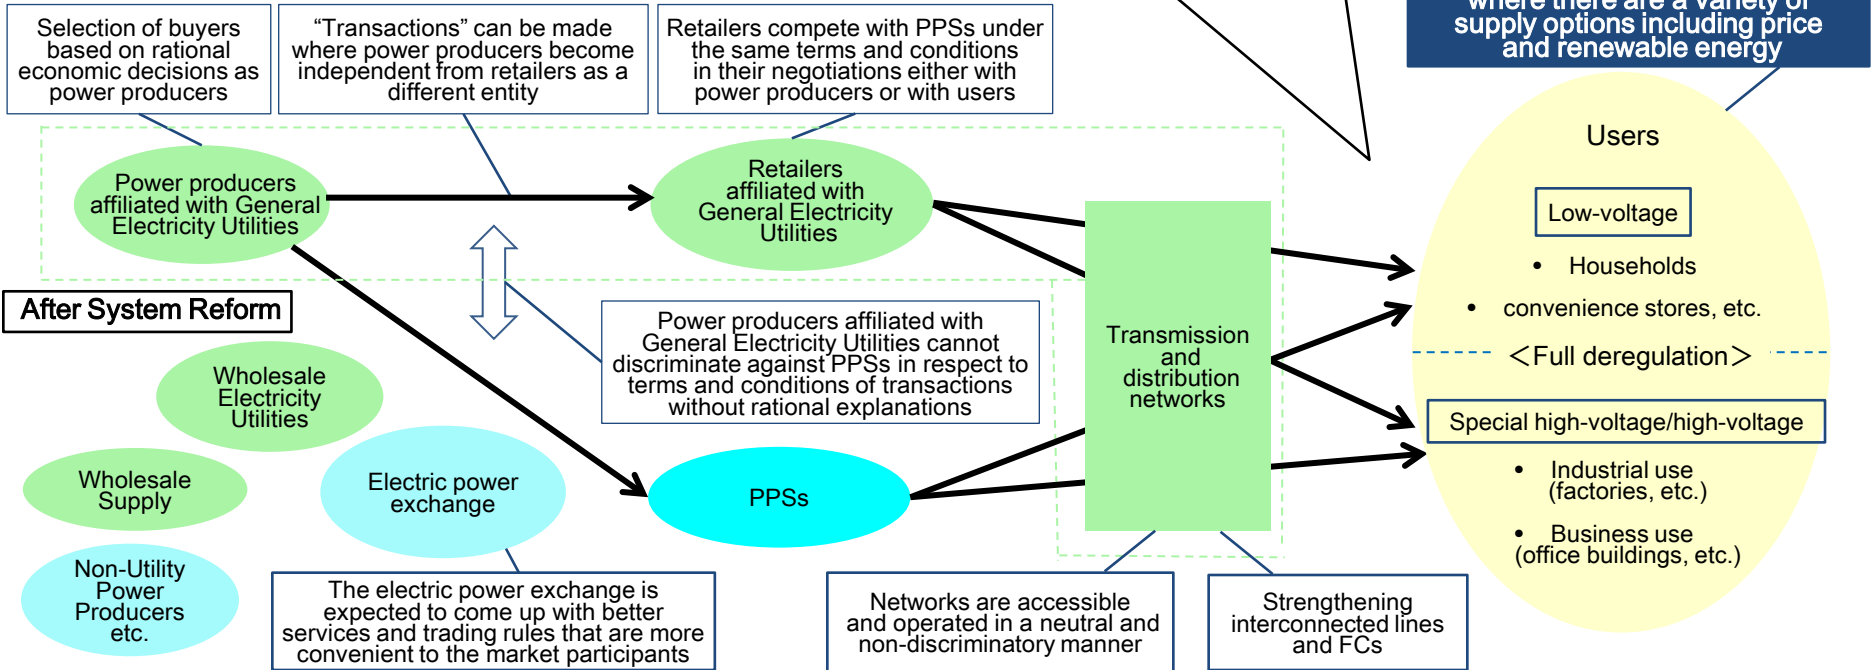 Selection of buyers
based on rational
economic decisions as
power producers
“Transactions” can be made
where power producers become
independent from retailers as a
different entity
Retailers compete with PPSs under
the same terms and conditions
in their negotiations either with
power producers or with users
where there are a variety of
supply options including price
and renewable energy
Users
Power producers
affiliated with General
Electricity Utilities
Retailers
affiliated with
General Electricity
Utilities
Low-voltage
• Households
• convenience stores, etc.
＜Full deregulation＞
Special high-voltage/high-voltage
• Industrial use
(factories, etc.)
• Business use
(office buildings, etc.)
After System Reform
Power producers affiliated with
General Electricity Utilities cannot
discriminate against PPSs in respect to
terms and conditions of transactions
without rational explanations
Transmission
and
distribution
networks
Wholesale
Electricity
Utilities
Wholesale
Supply
Electric power
exchange
PPSs
Non-Utility
Power
Producers
etc.
The electric power exchange is
expected to come up with better
services and trading rules that are more
convenient to the market participants
Networks are accessible
and operated in a neutral and
non-discriminatory manner
Strengthening
interconnected lines
and FCs